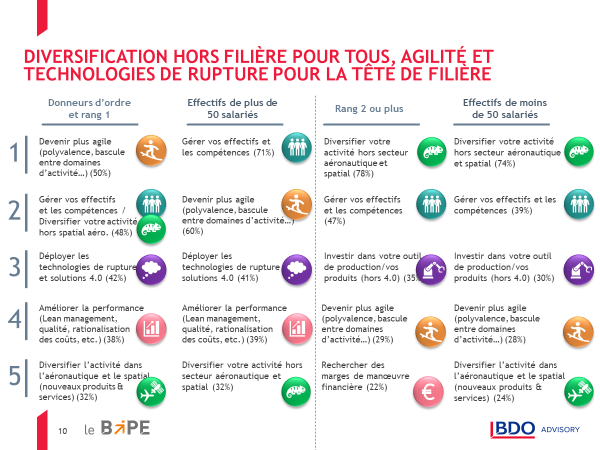 DIVERSIFICATION HORS FILIÈRE POUR TOUS, AGILITÉ ET
TECHNOLOGIES DE RUPTURE POUR LA TÊTE DE FILIÈRE
Donneurs d'ordre
et rang 1
Effectifs de plus de
50 salariés
Rang 2 ou plus
Effectifs de moins
de 50 salariés
1
Devenir plus agile
(polyvalence, bascule
entre domaines
d'activité…) (50%)
Gérer vos effectifs et
les compétences (71%)
Diversifier votre
activité hors secteur
aéronautique et
spatial (78%)
Diversifier votre activité
hors secteur aéronautique
et spatial (74%)
2
Gérer vos effectifs
et les compétences /
Diversifier votre activité
hors spatial aéro. (48%)
Devenir plus agile
(polyvalence, bascule
entre domaines d'activité…)
(60%)
Gérer vos effectifs
et les compétences
(47%)
Gérer vos effectifs et les
compétences (39%)
3
Déployer les
technologies de rupture
et solutions 4.0 (42%)
Déployer les
technologies de rupture
solutions 4.0 (41%)
Investir dans votre outil
de production/vos
produits (hors 4.0) (35
Investir dans votre outil
de production/vos
produits (hors 4.0) (30%)
4
Améliorer la performance
(Lean management,
qualité, rationalisation
des coûts, etc.) (38%)
Améliorer la performance
(Lean management,
qualité, rationalisation
des coûts, etc.) (39%)
Devenir plus agile
(polyvalence, bascule
entre domaines
d'activité…) (29%)
Devenir plus agile
(polyvalence, bascule
entre domaines
d'activité…) (28%)
5
Diversifier l'activité dans
l'aéronautique et le spatial
(nouveaux produits &
services) (32%)
Diversifier votre activité hors
secteur aéronautique et
spatial (32%)
Rechercher des
marges de manœuvre
financière (22%)
€
Diversifier l'activité dans
l'aéronautique et le spatial
(nouveaux produits &
services) (24%)
10
le BIPE
BDO ADVISORY